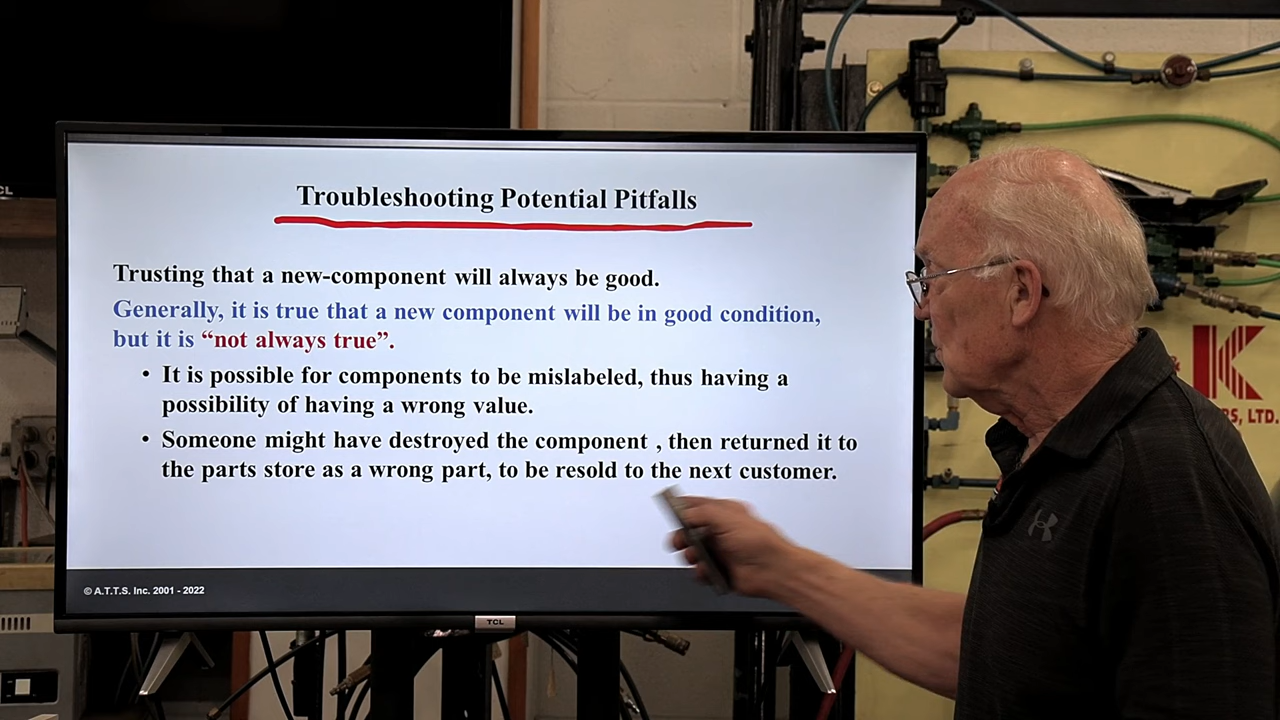 Troubleshooting Potential Pitfalls
Trusting that a new-component will always be good.
Generally, it is true that a new component will be in good condition,
but it is “not always true”.
• It is possible for components to be mislabeled, thus having a
possibility of having a wrong value.
• Someone might have destroyed the component , then returned it to
the parts store as a wrong part, to be resold to the next customer.
© A.T.T.S. Inc. 2001 - 2022
TCL
CL
& K
RS, LTD.